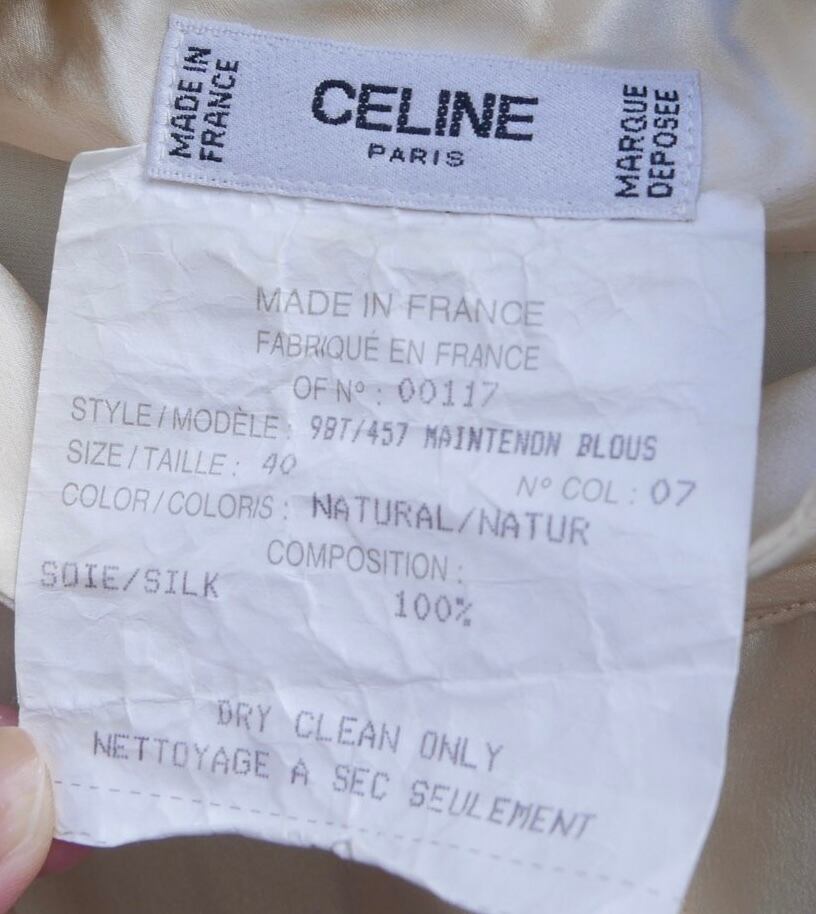 MADE IN
FRANCE
CELINE
PARIS
MARQUE
DEPOSEE
MADE IN FRANCE
FABRIQUÉ EN FRANCE
OF Nº : 00117
STYLE / MODÈLE : 9BT/457 MAINTENON BLOUS
SIZE / TAILLE : 40
Nº COL : 07
COLOR / COLORIS : NATURAL/NATUR
COMPOSITION :
SOIE/SILK
100%
DRY CLEAN ONLY
NETTOYAGE A SEC SEULEMENT